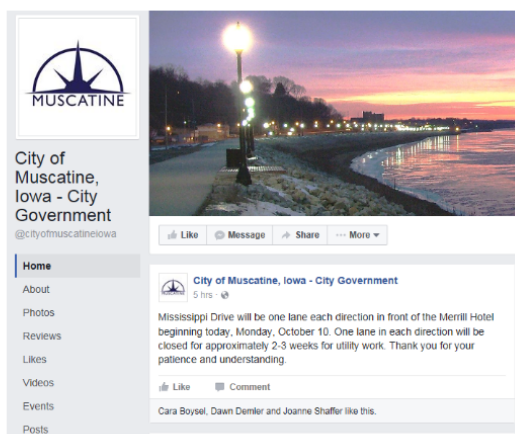 MUSCATINE
City of
Muscatine,
Iowa - City
Government
@cityofmuscatineiowa
Home
About
Photos
Reviews
Likes
Videos
Events
Posts
Like Message Share ··· More
MUSCATINE
City of Muscatine, Iowa - City Government
5 hrs ·
Mississippi Drive will be one lane each direction in front of the Merrill Hotel
beginning today, Monday, October 10. One lane in each direction will be
closed for approximately 2-3 weeks for utility work. Thank you for your
patience and understanding.
Like Comment
Cara Boysel, Dawn Demler and Joanne Shaffer like this.